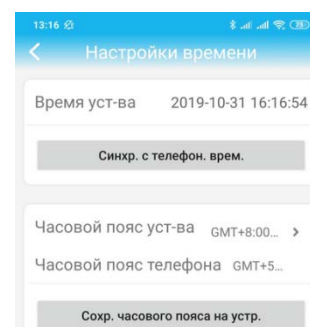 13:16
Настройки времени
Время уст-ва 2019-10-31 16:16:54
Синхр. с телефон. врем.
Часовой пояс уст-ва GMT+8:00...
Часовой пояс телефона GMT+5...
Сохр. часового пояса на устр.